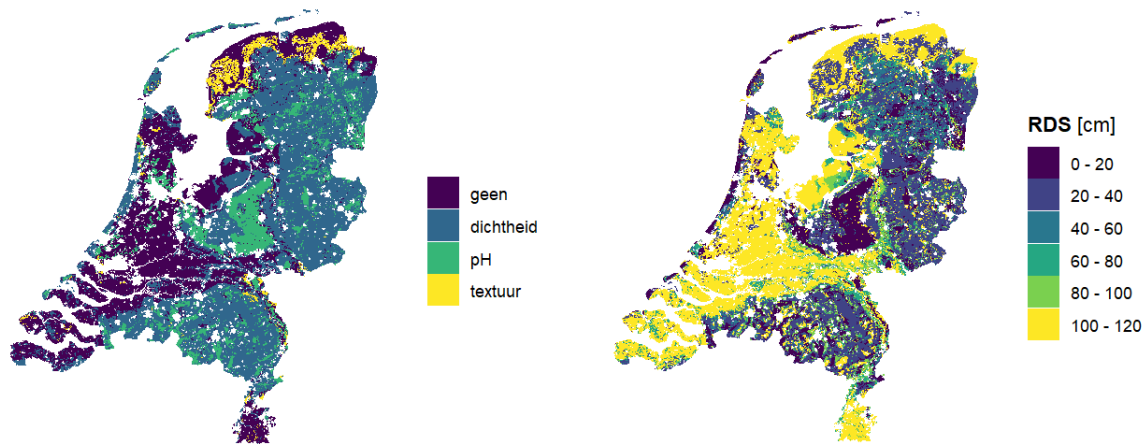 geen
dichtheid
pH
textuur
RDS [cm]
0 - 20
20 - 40
40 - 60
60 - 80
80 - 100
100 - 120